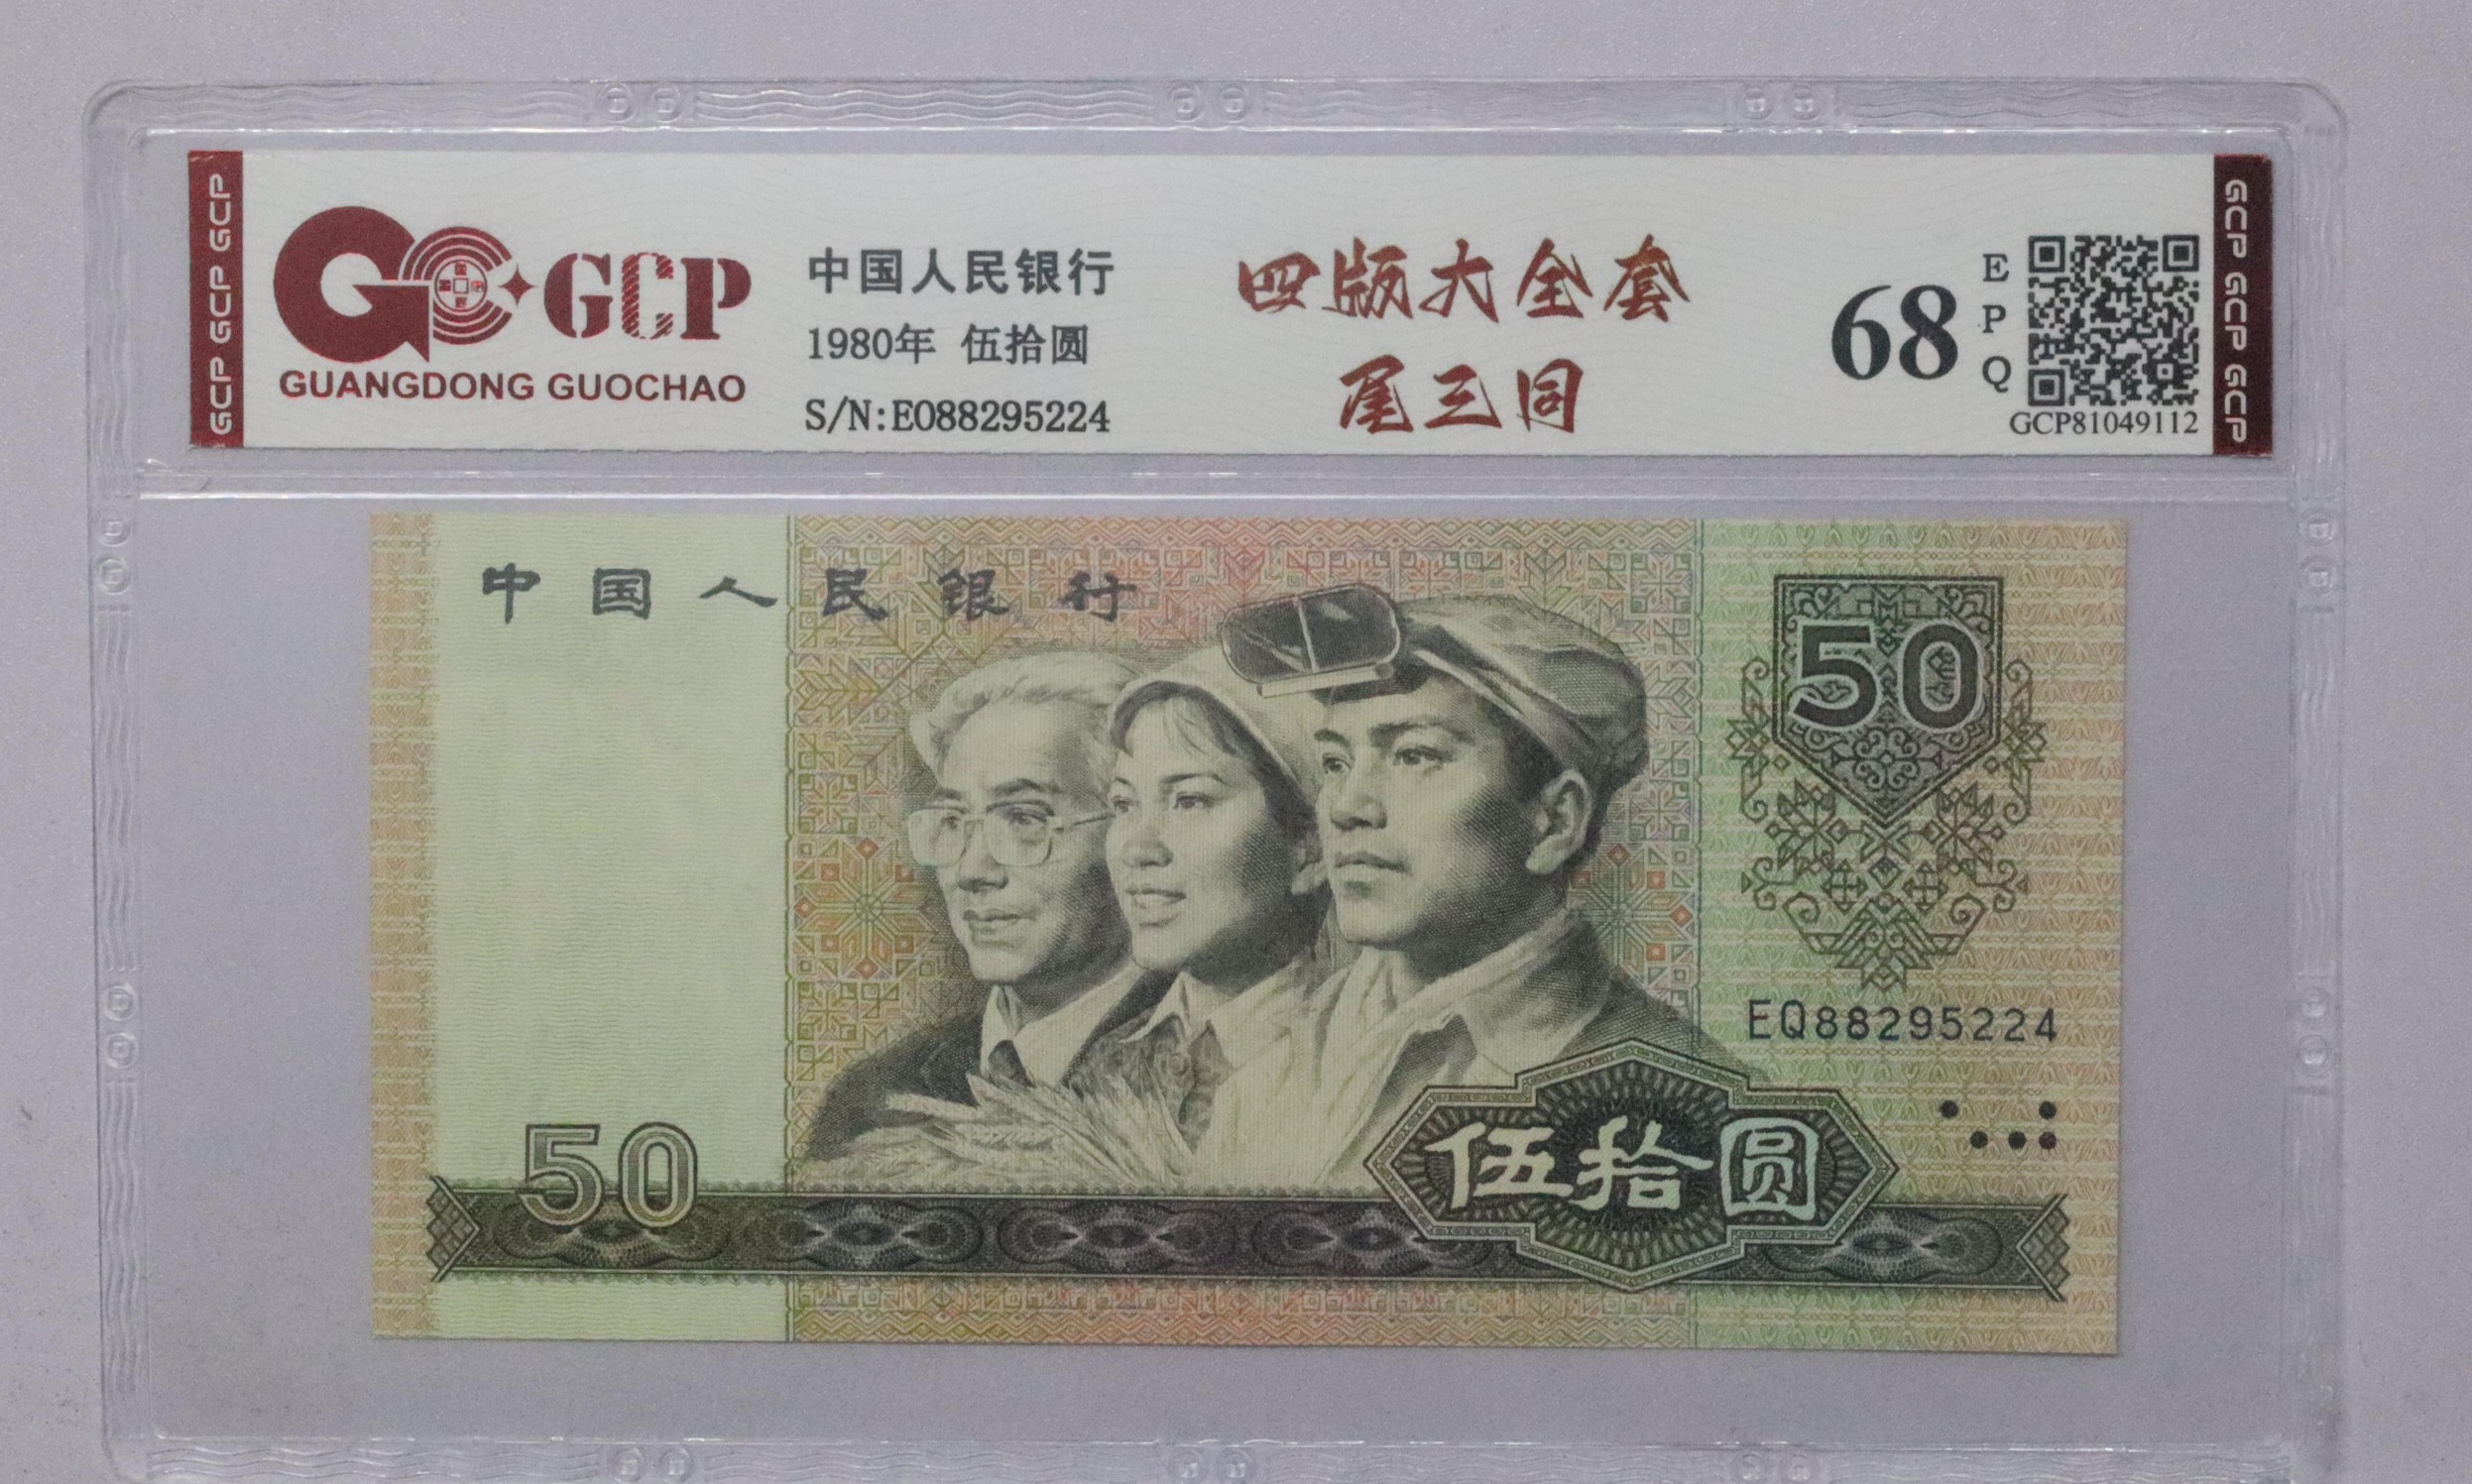 GCP GCP GCP
GCP
GUANGDONG GUOCHAO
中国人民银行
1980年 伍拾圆
S/N:EO88295224
四版大全套
尾三同
68
EPQ
GCP81049112
GCP GCP GCP
中国人民银行
50
EQ88295224
50
伍拾圆